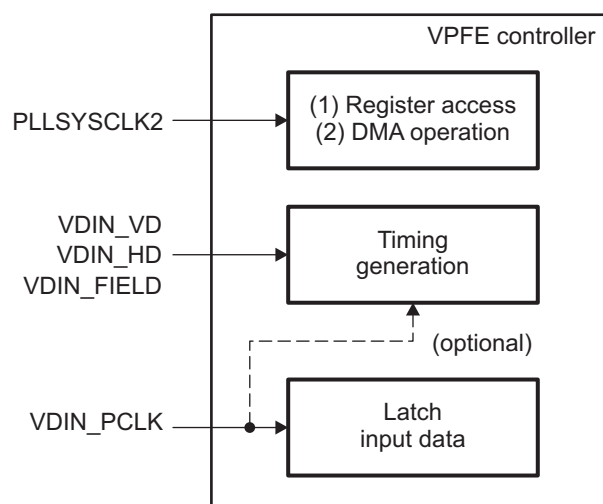 VPFE controller
PLLSYSCLK2
(1) Register access
(2) DMA operation
VDIN_VD
VDIN_HD
VDIN_FIELD
Timing
generation
(optional)
VDIN_PCLK
Latch
input data